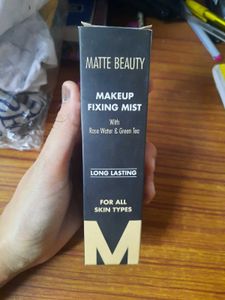 MATTE BEAUTY
MAKEUP
FIXING MIST
With
Rose Water & Green Tea
LONG LASTING
FOR ALL
SKIN TYPES
M